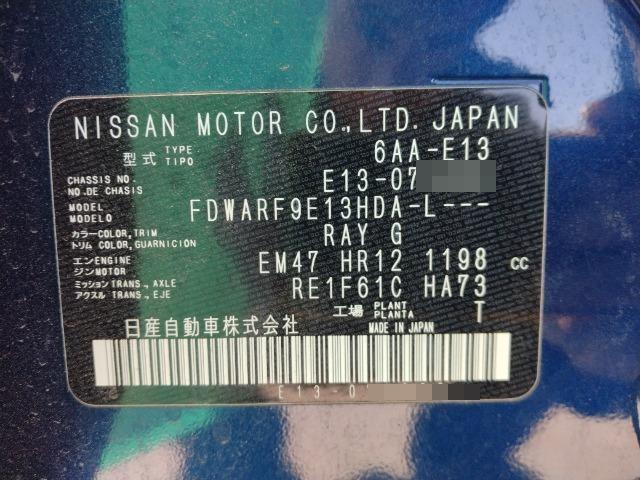 NISSAN MOTOR CO.,LTD. JAPAN
型式 TYPE TIPO 6AA-E13
CHASSIS NO. NO.DE CHASIS E13-07
MODEL MODELO FDWARF9E13HDA-L---
カラー COLOR, TRIM トリム COLOR, GUARNICION RAY G
エンジン ENGINE MOTOR EM47 HR12 1198 cc
ミッション TRANS., AXLE アクスル TRANS., EJE RE1F61C HA73
工場 PLANT PLANTA T
日産自動車株式会社 MADE IN JAPAN
E13-0